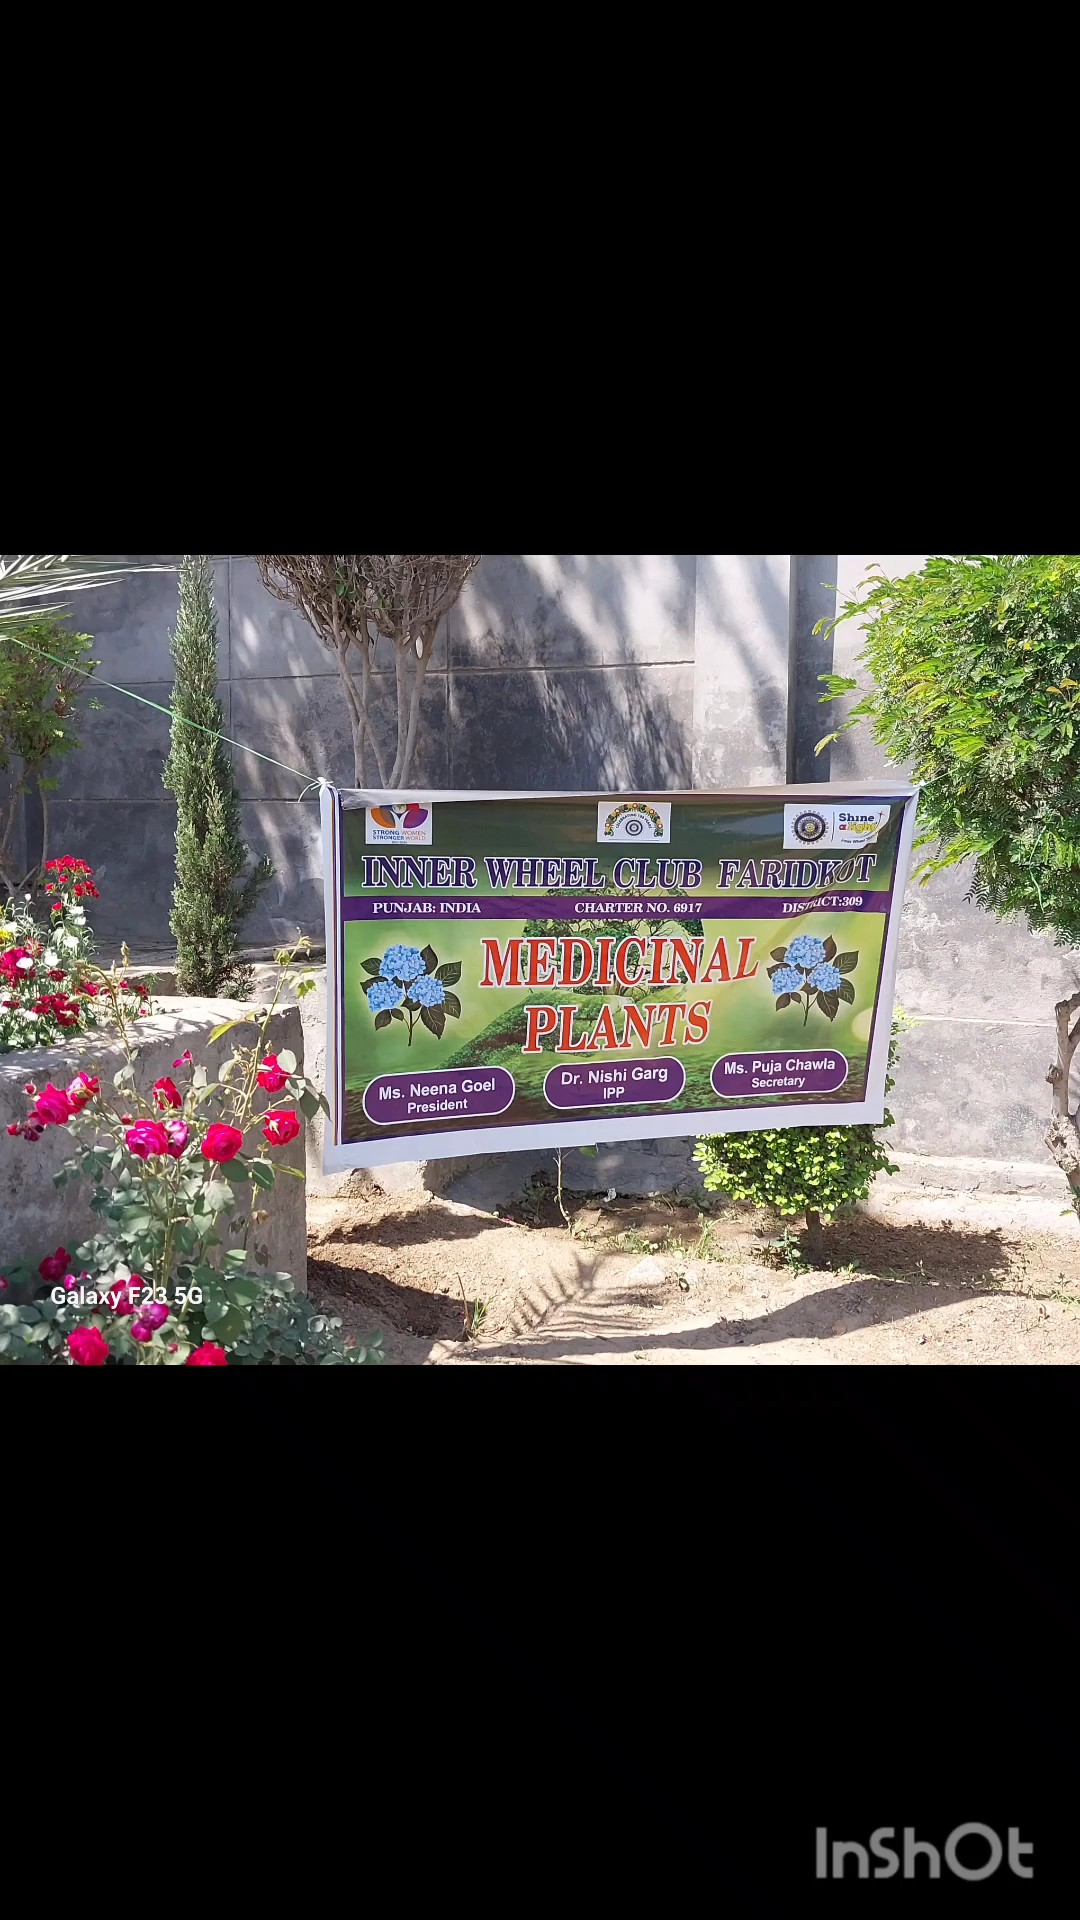 STRONG WOMEN
STRONGER WORLD
Shine
a light
INNER WHEEL CLUB FARIDKOT
PUNJAB: INDIA CHARTER NO. 6917 DISTRICT:309
MEDICINAL
PLANTS
Ms. Neena Goel
President
Dr. Nishi Garg
IPP
Ms. Puja Chawla
Secretary
Galaxy F23 5G
InShOt